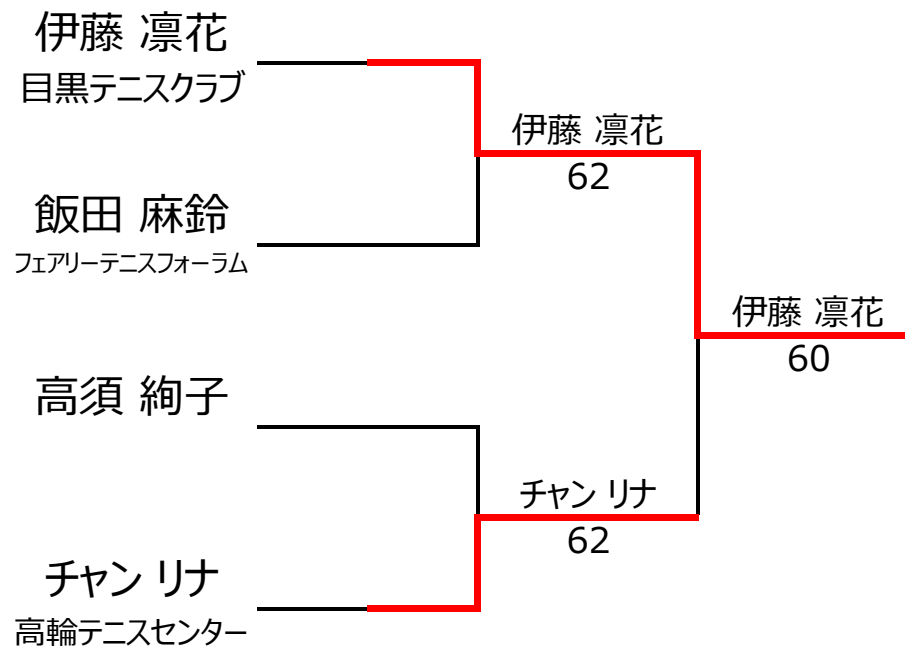 伊藤 凛花
目黒テニスクラブ
伊藤 凛花
62
飯田 麻鈴
フェアリーテニスフォーラム
伊藤 凛花
60
高須 絢子
チャン リナ
62
チャン リナ
高輪テニスセンター